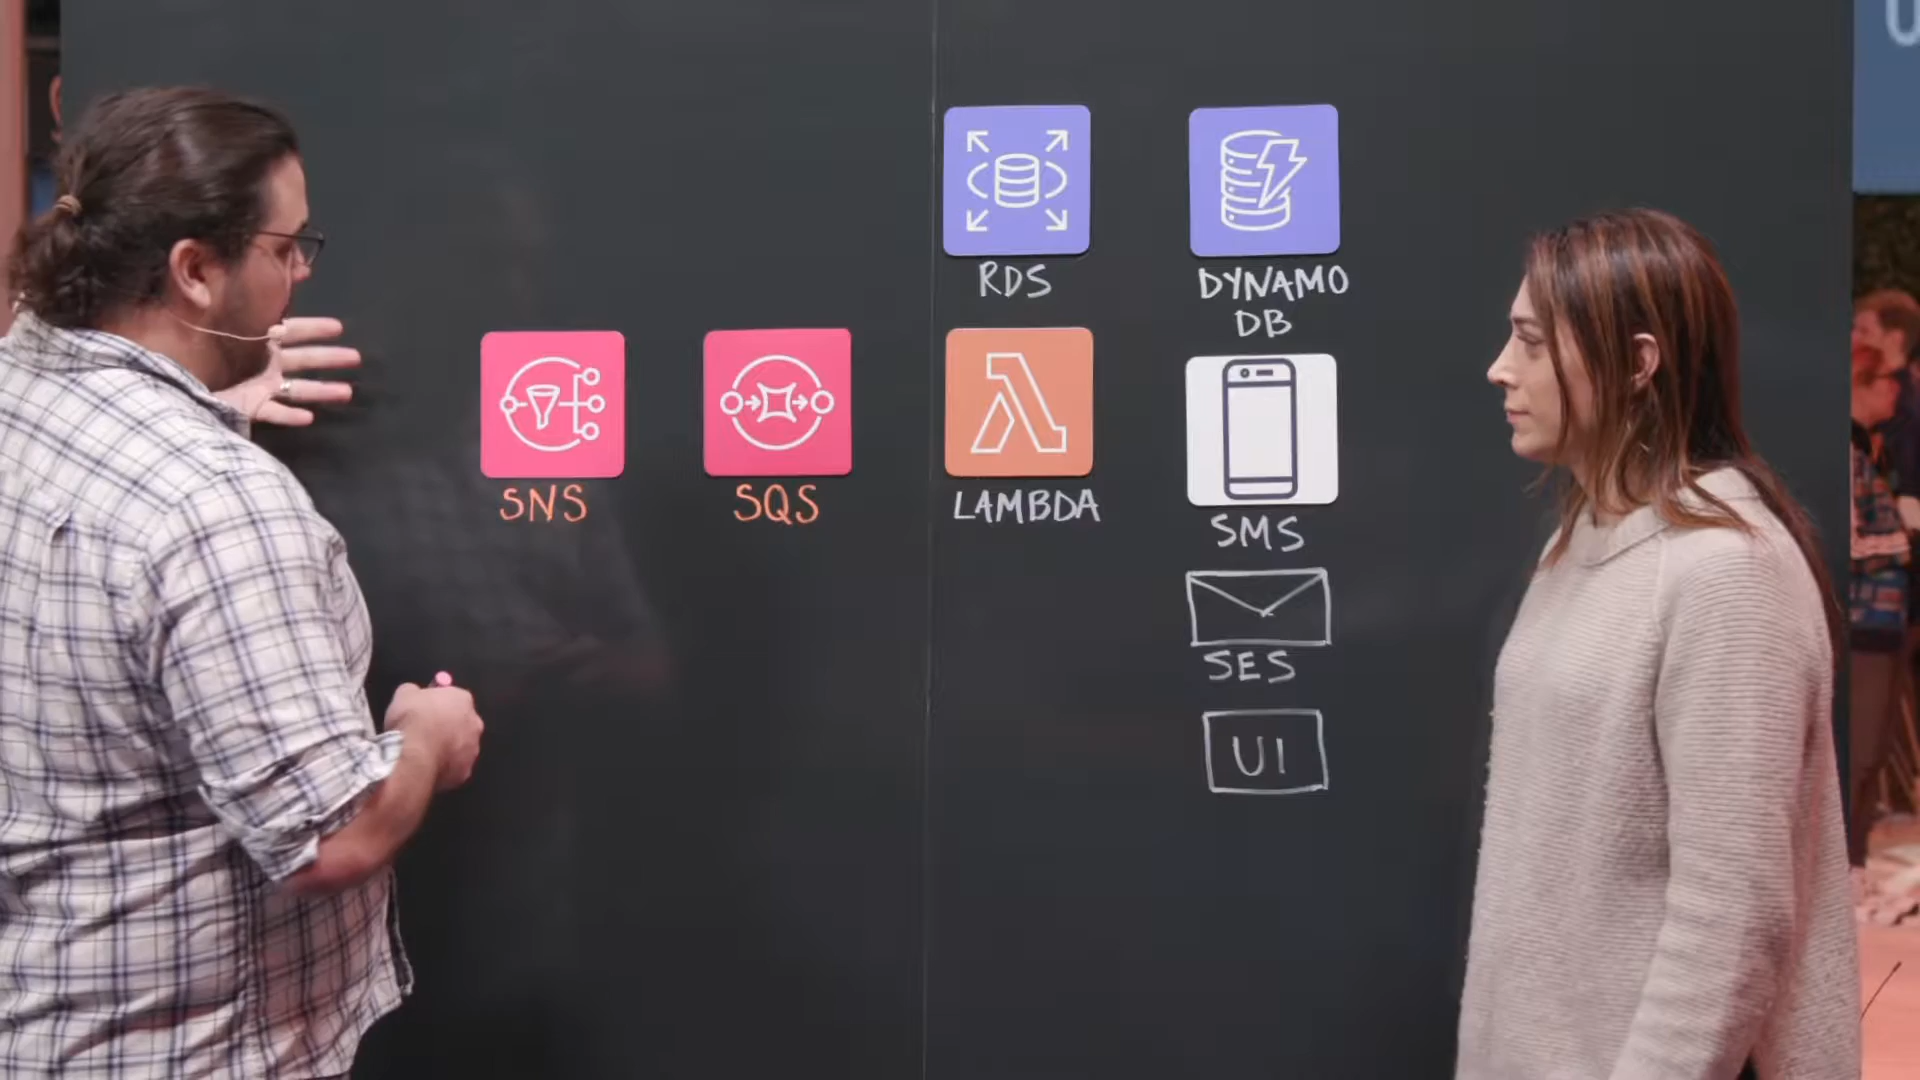 RDS
DYNAMO
DB
SNS
SQS
LAMBDA
SMS
SES
UI